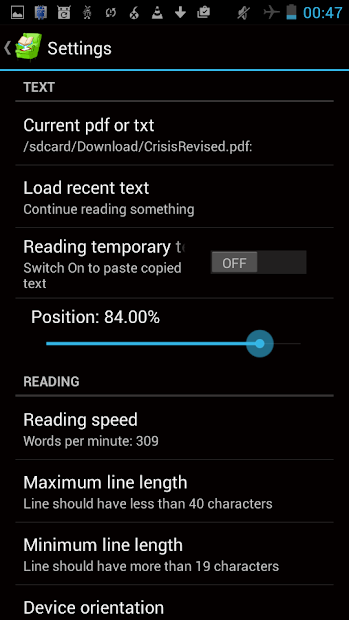 00:47
Settings
TEXT
Current pdf or txt
/sdcard/Download/CrisisRevised.pdf:
Load recent text
Continue reading something
Reading temporary
Switch On to paste copied
text
OFF
Position: 84.00%
READING
Reading speed
Words per minute: 309
Maximum line length
Line should have less than 40 characters
Minimum line length
Line should have more than 19 characters
Device orientation